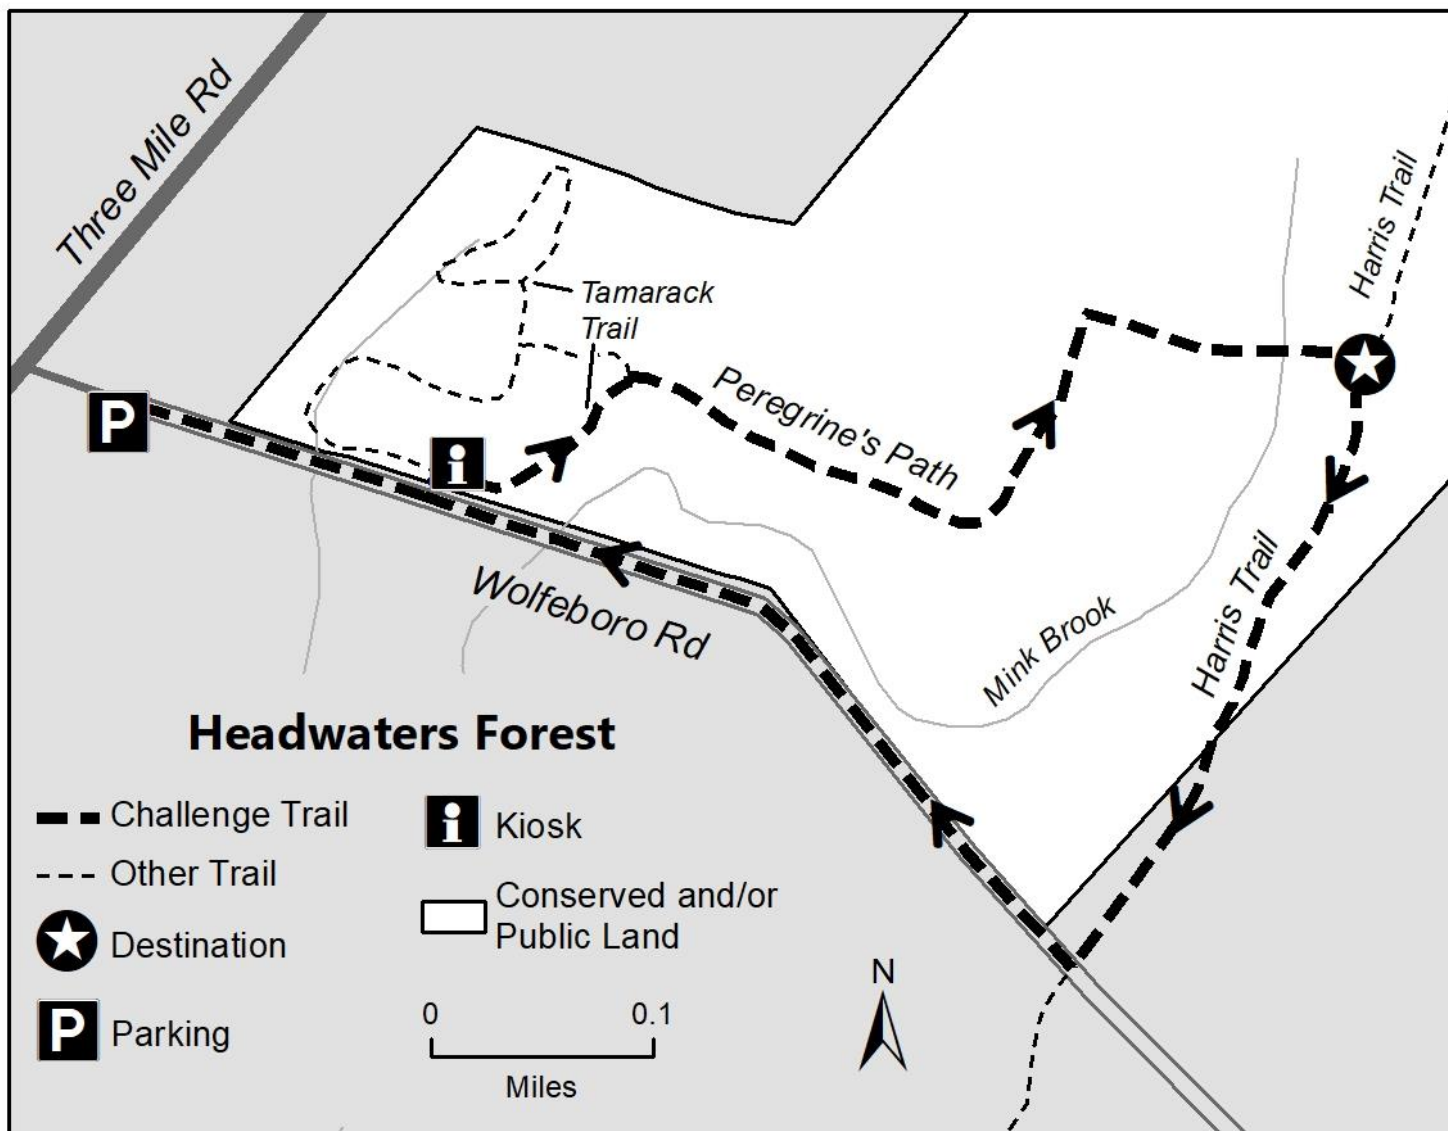 Three Mile Rd
Harris Trail
Tamarack
Trail
Peregrine's Path
P
i
Wolfeboro Rd
Harris Trail
Mink Brook
Headwaters Forest
Challenge Trail
Other Trail
Destination
P Parking
i Kiosk
Conserved and/or
Public Land
0 0.1
Miles
N